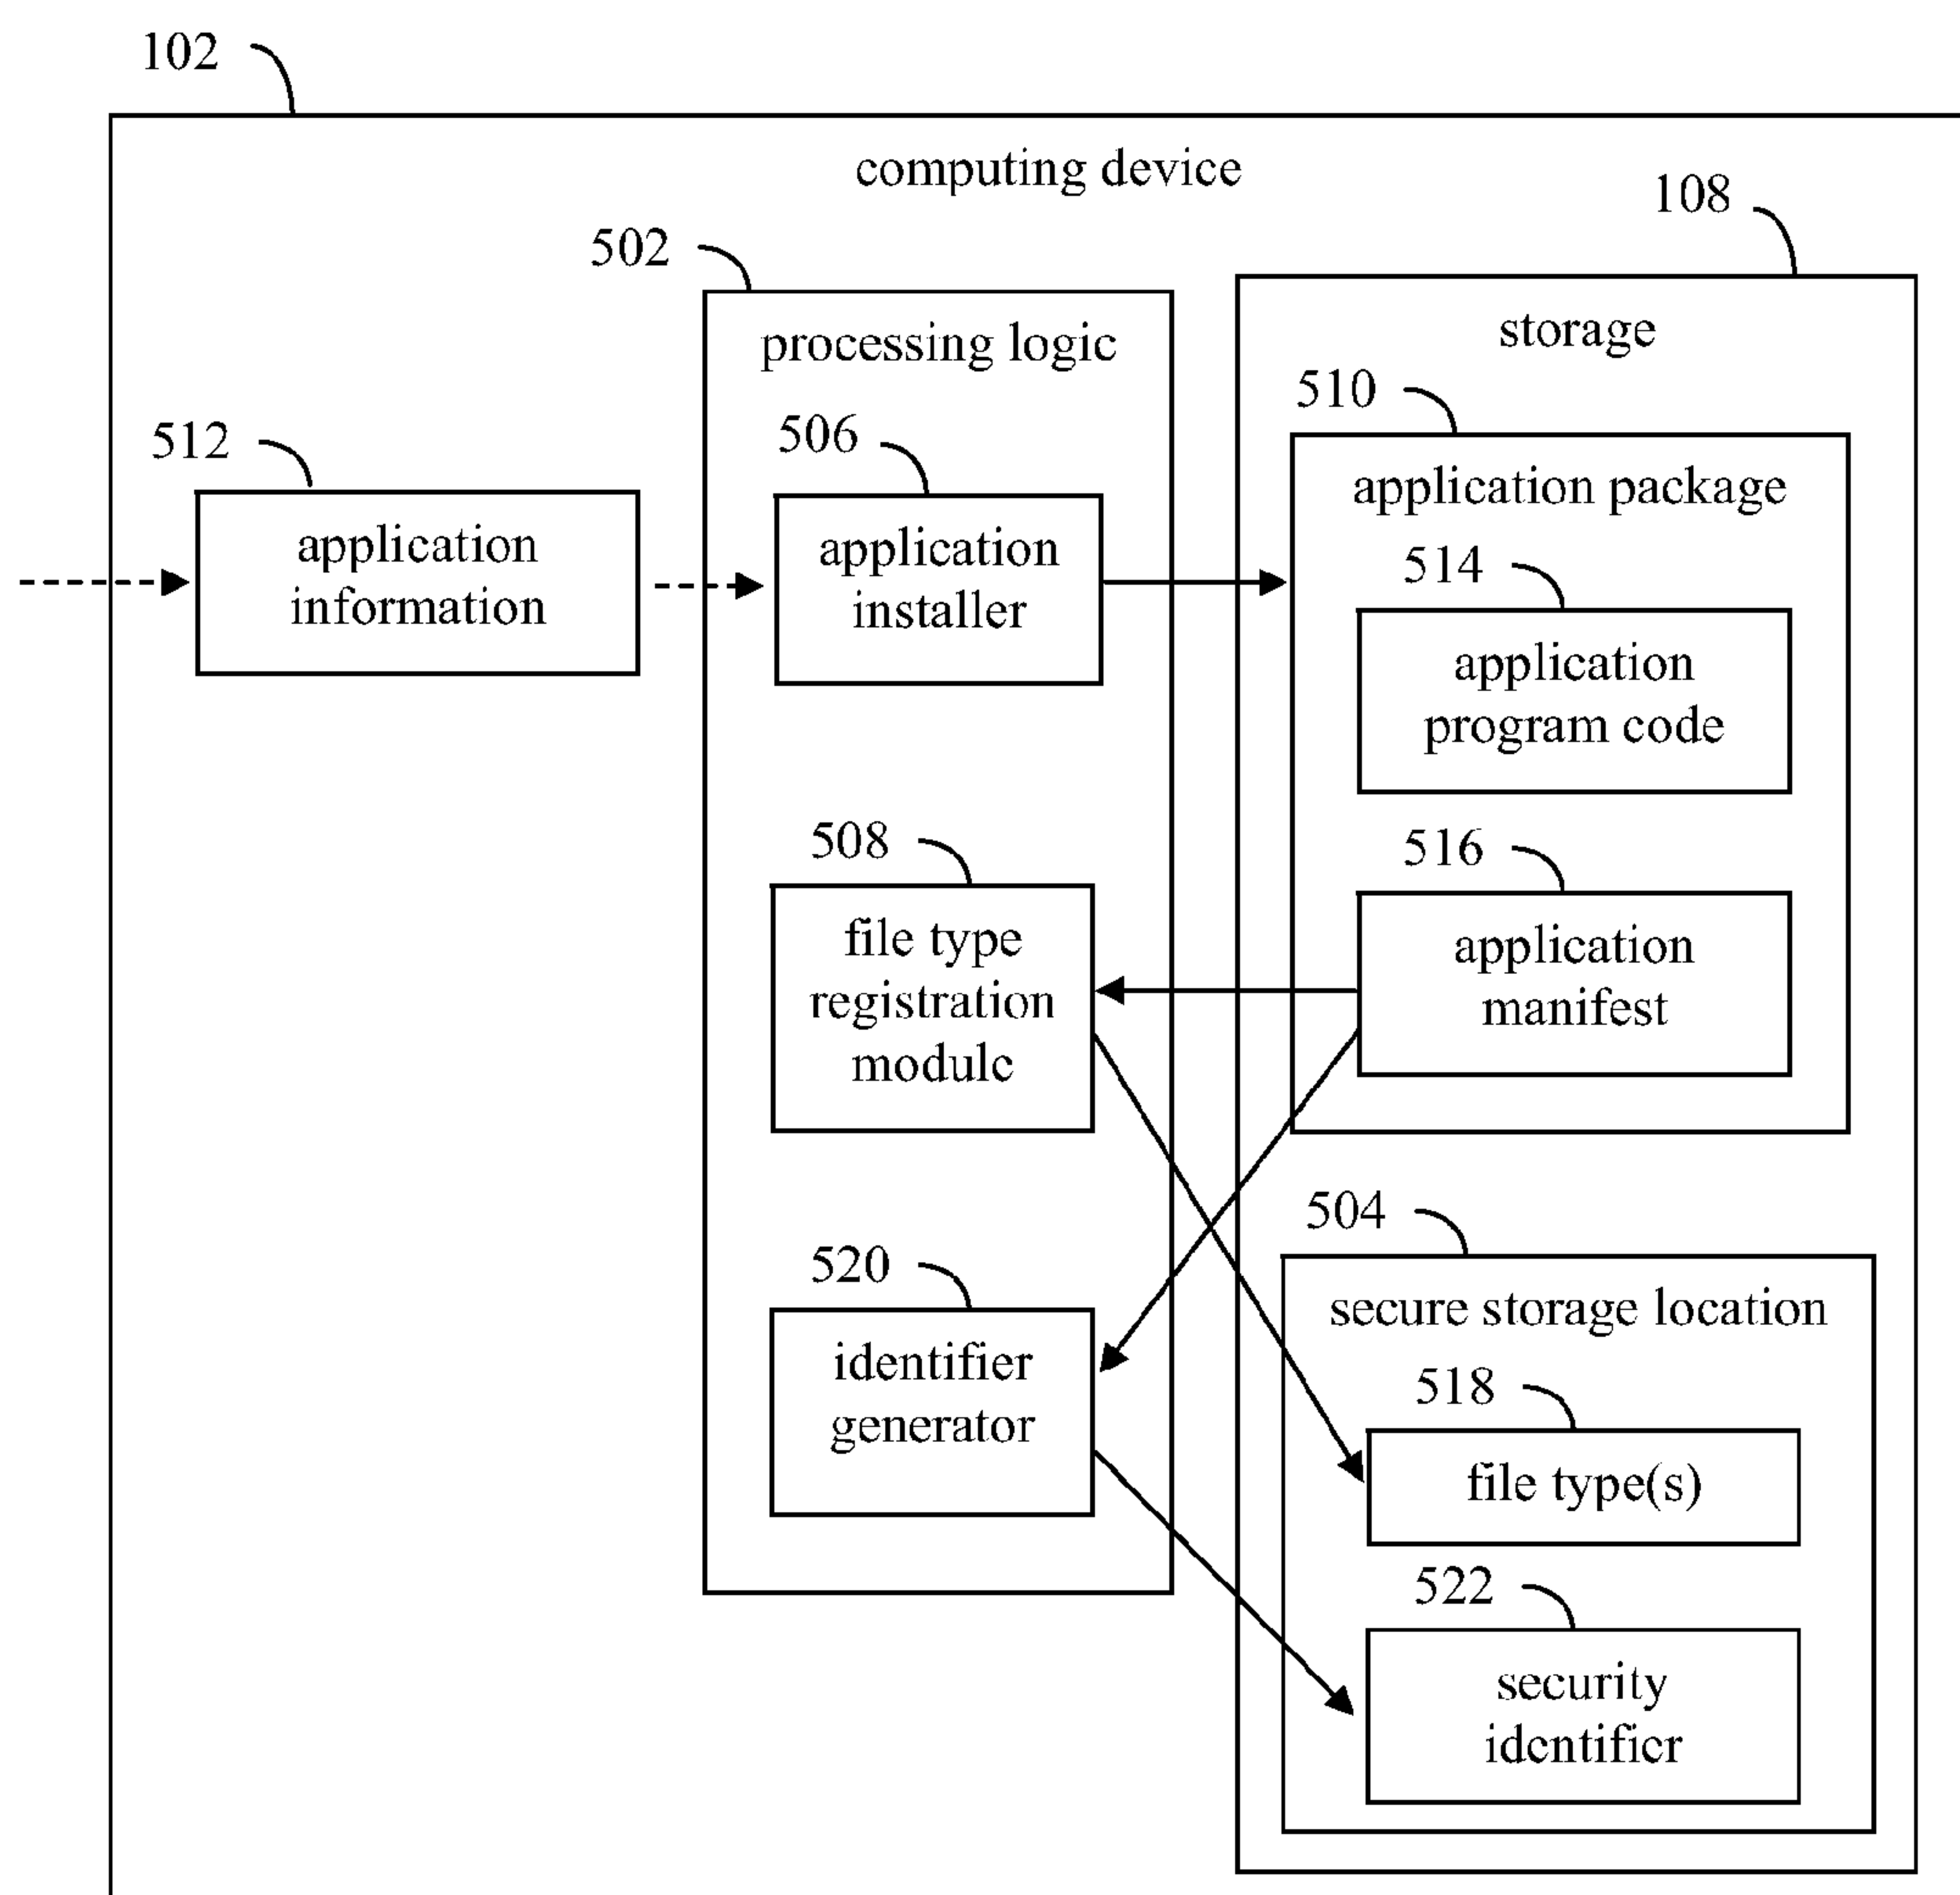 102
computing device
108
502
processing logic
storage
510
application package
512
application
information
506
application
installer
514
application
program code
508
file type
registration
module
516
application
manifest
504
secure storage location
520
identifier
generator
518
file type(s)
522
security
identifier